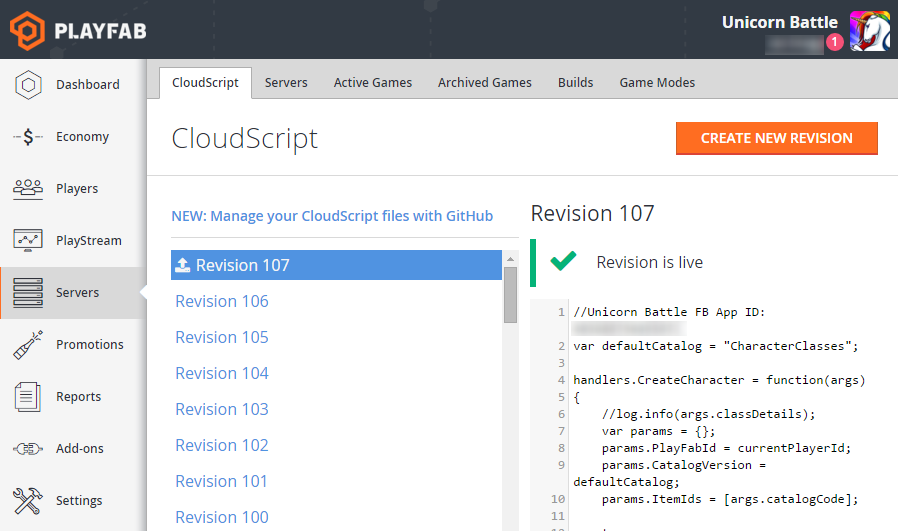 PLAYFAB
Unicorn Battle
1
Dashboard
Economy
Players
PlayStream
Servers
Promotions
Reports
Add-ons
Settings
CloudScript Servers Active Games Archived Games Builds Game Modes
CloudScript
CREATE NEW REVISION
NEW: Manage your CloudScript files with GitHub
Revision 107
Revision 106
Revision 105
Revision 104
Revision 103
Revision 102
Revision 101
Revision 100
Revision 107
Revision is live
1 //Unicorn Battle FB App ID:
2 var defaultCatalog = "CharacterClasses";
3
4 handlers.CreateCharacter = function(args)
5 {
6 //log.info(args.classDetails);
7 var params = {};
8 params.PlayFabId = currentPlayerId;
9 params.CatalogVersion =
defaultCatalog;
10 params.ItemIds = [args.catalogCode];
11